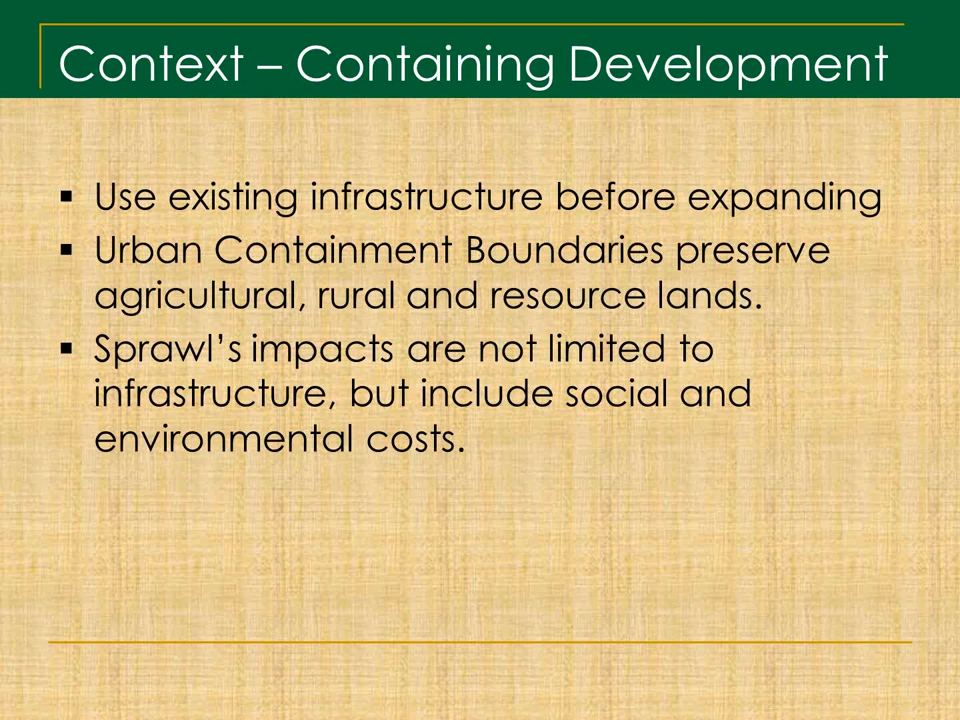 Context – Containing Development
▪ Use existing infrastructure before expanding
▪ Urban Containment Boundaries preserve
agricultural, rural and resource lands.
▪ Sprawl’s impacts are not limited to
infrastructure, but include social and
environmental costs.